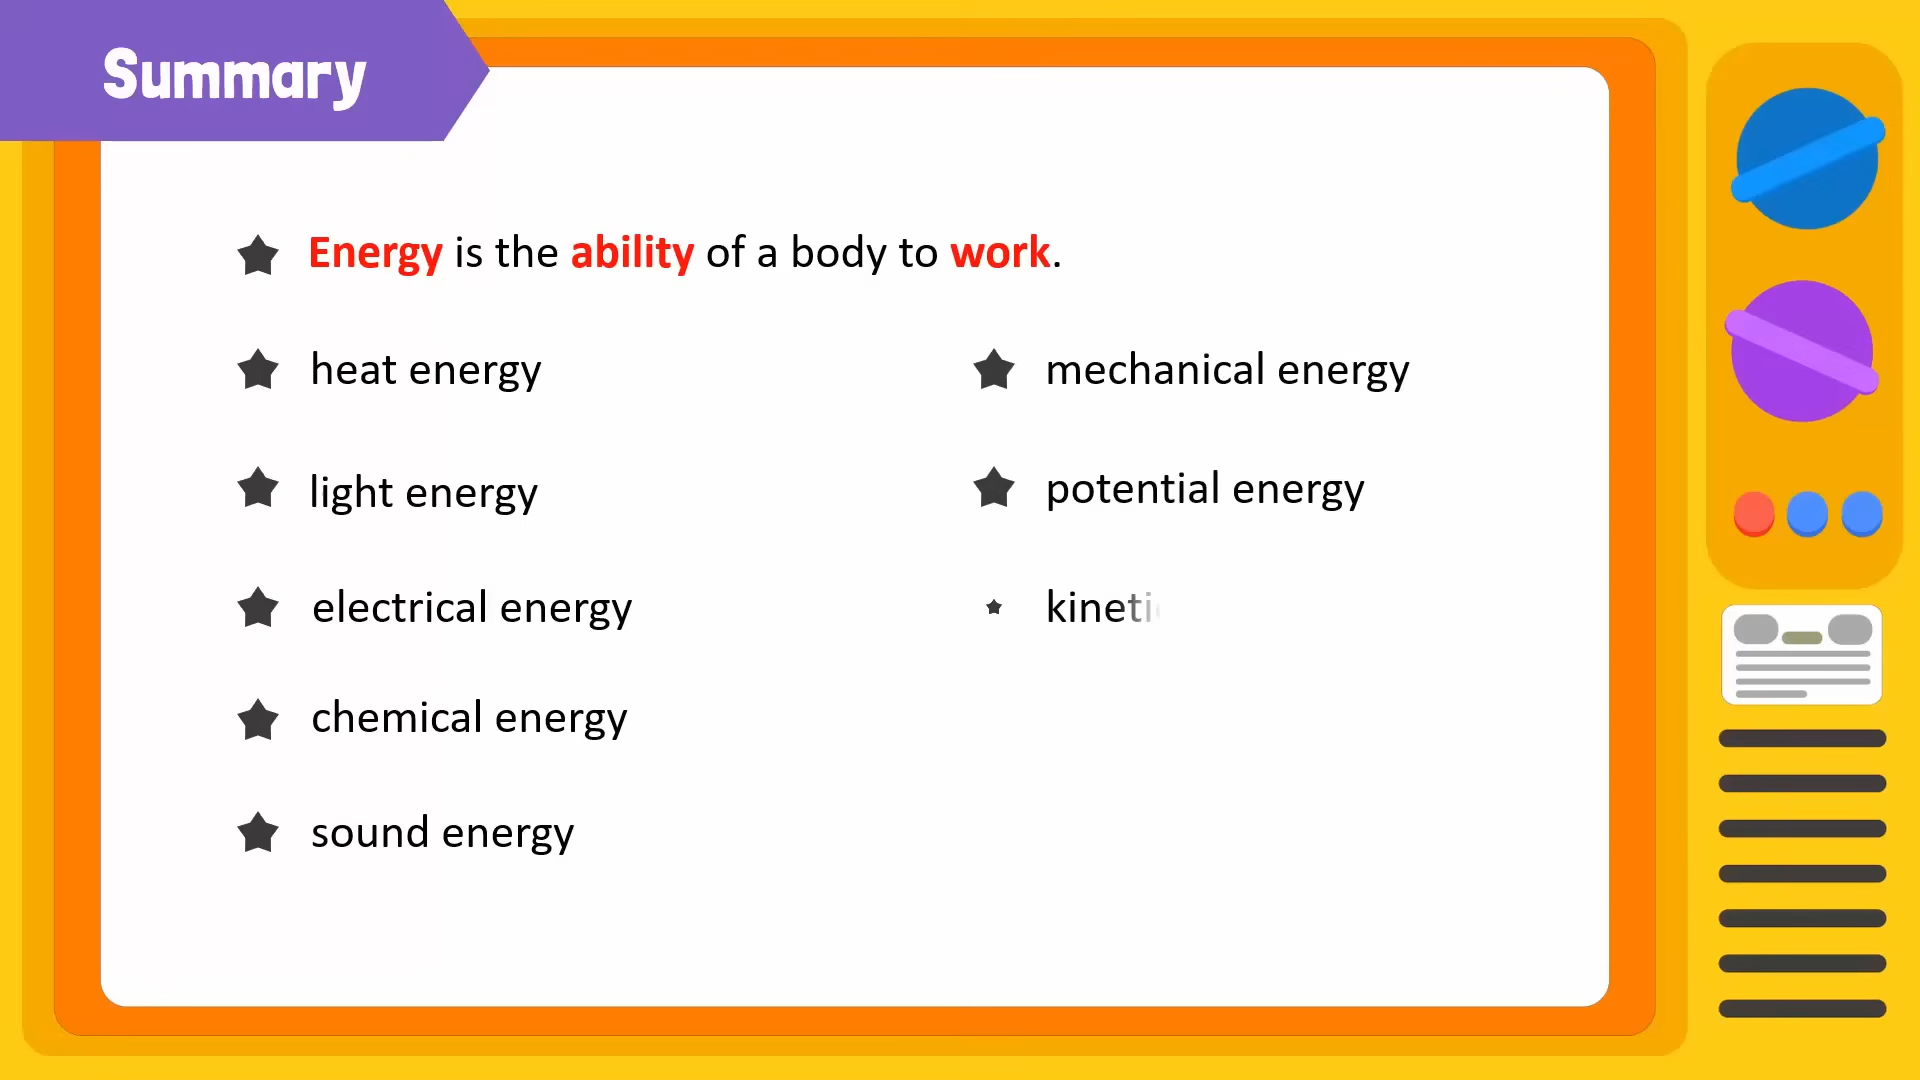 Summary
Energy is the ability of a body to work.
heat energy
light energy
electrical energy
chemical energy
sound energy
mechanical energy
potential energy